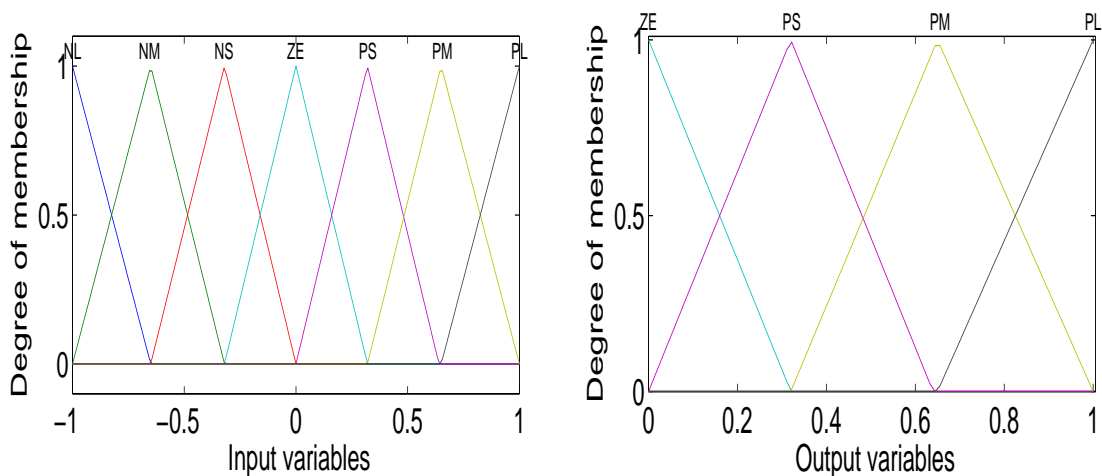 NL NM NS ZE PS PM PL
1
0.5
0
−1 −0.5 0 0.5 1
Input variables
Degree of membership
ZE PS PM PL
1
0.5
0
0 0.2 0.4 0.6 0.8 1
Output variables
Degree of membership